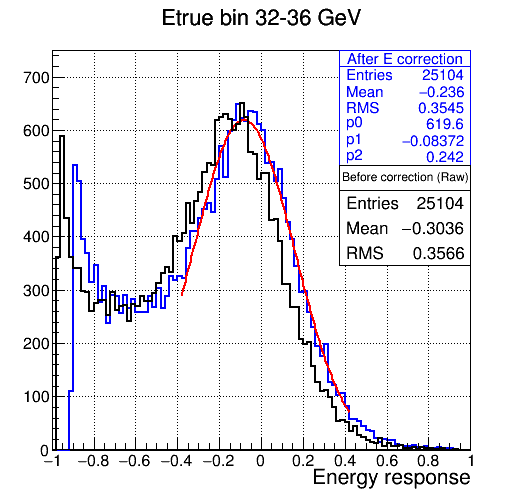 Etrue bin 32-36 GeV
After E correction
Entries 25104
Mean −0.236
RMS 0.3545
p0 619.6
p1 −0.08372
p2 0.242
Before correction (Raw)
Entries 25104
Mean −0.3036
RMS 0.3566
700
600
500
400
300
200
100
0
−1 −0.8 −0.6 −0.4 −0.2 0 0.2 0.4 0.6 0.8 1
Energy response